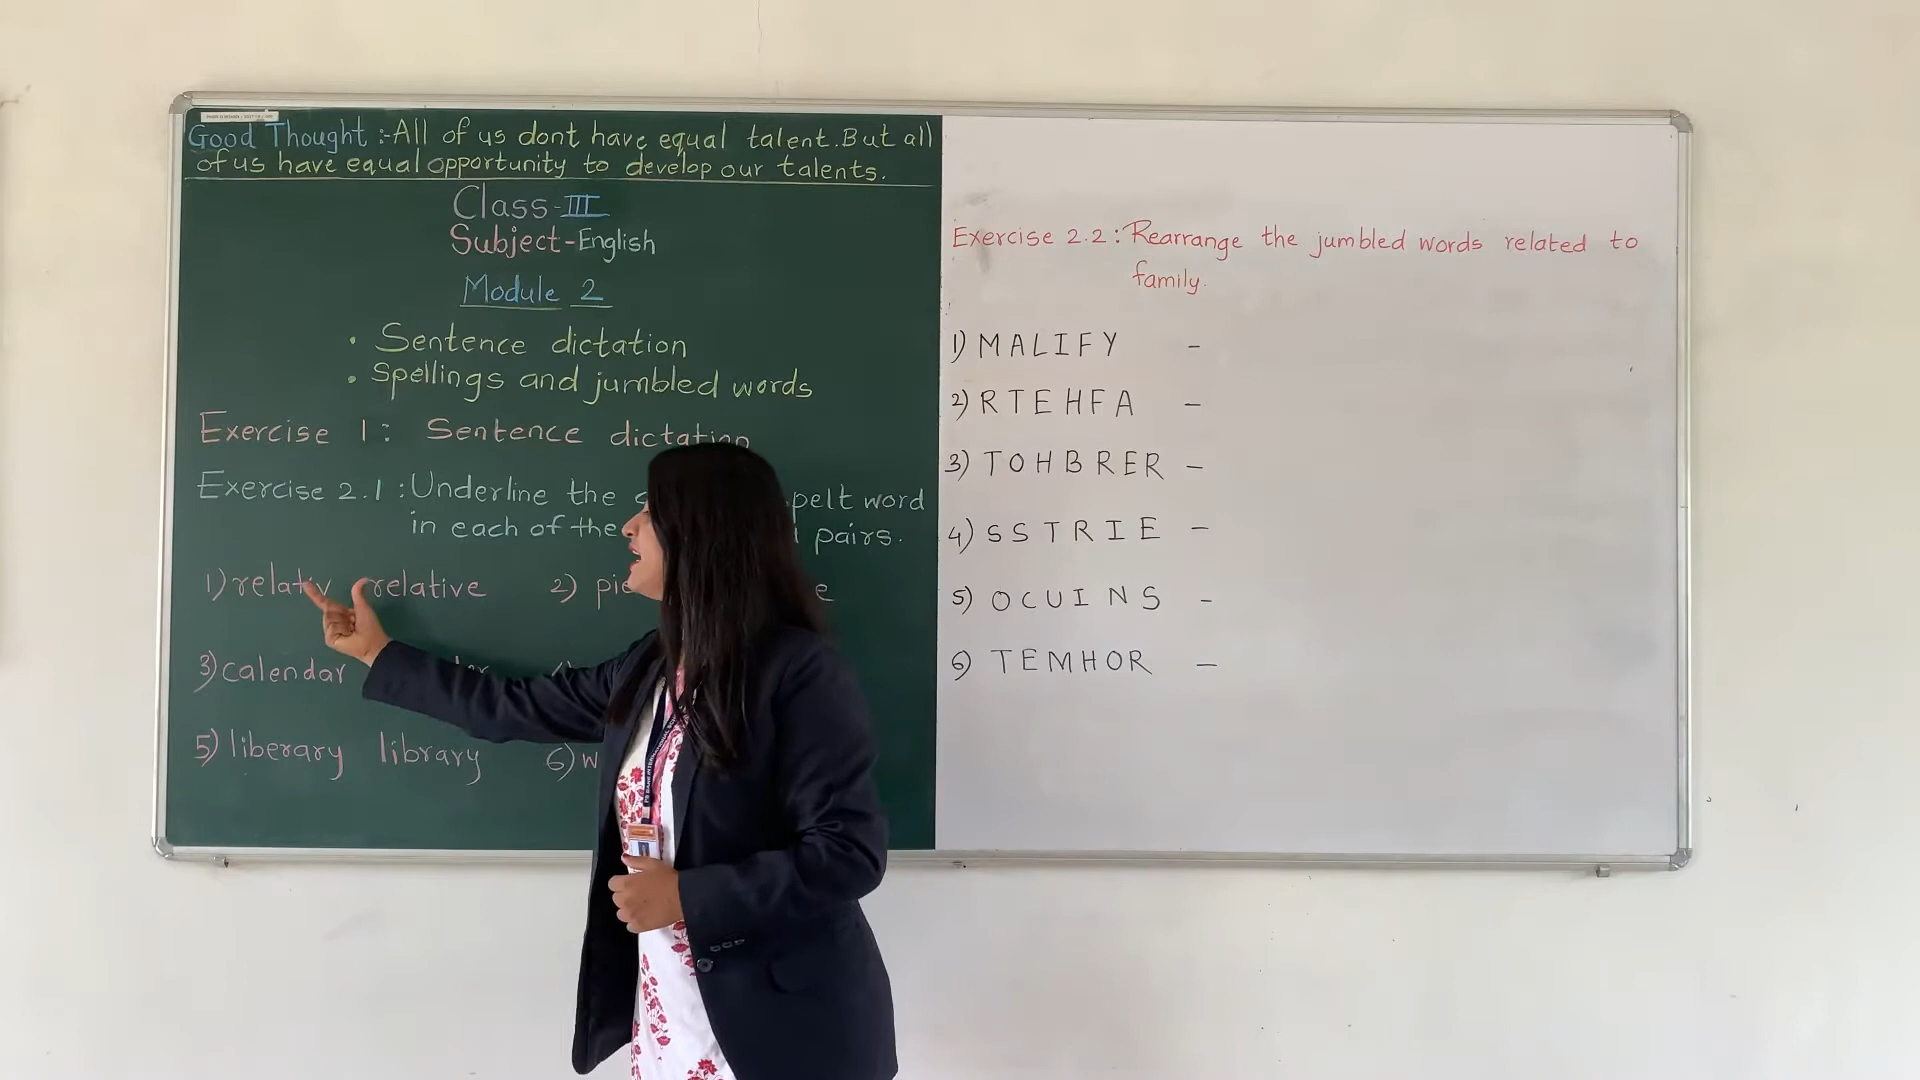 Good Thought :- All of us dont have equal talent. But all
of us have equal opportunity to develop our talents.
Class - III
Subject - English
Module 2
• Sentence dictation
• Spellings and jumbled words
Exercise 1 : Sentence dictation
Exercise 2.1 : Underline the pelt word
in each of the pairs.
1) relativ relative 2) pie e
3) calendar
5) liberary library 6) w
Exercise 2.2 : Rearrange the jumbled words related to
family.
1) MALIFY -
2) RTEHFA -
3) TOHBRER -
4) SSTRIE -
5) OCUINS -
6) TEMHOR -